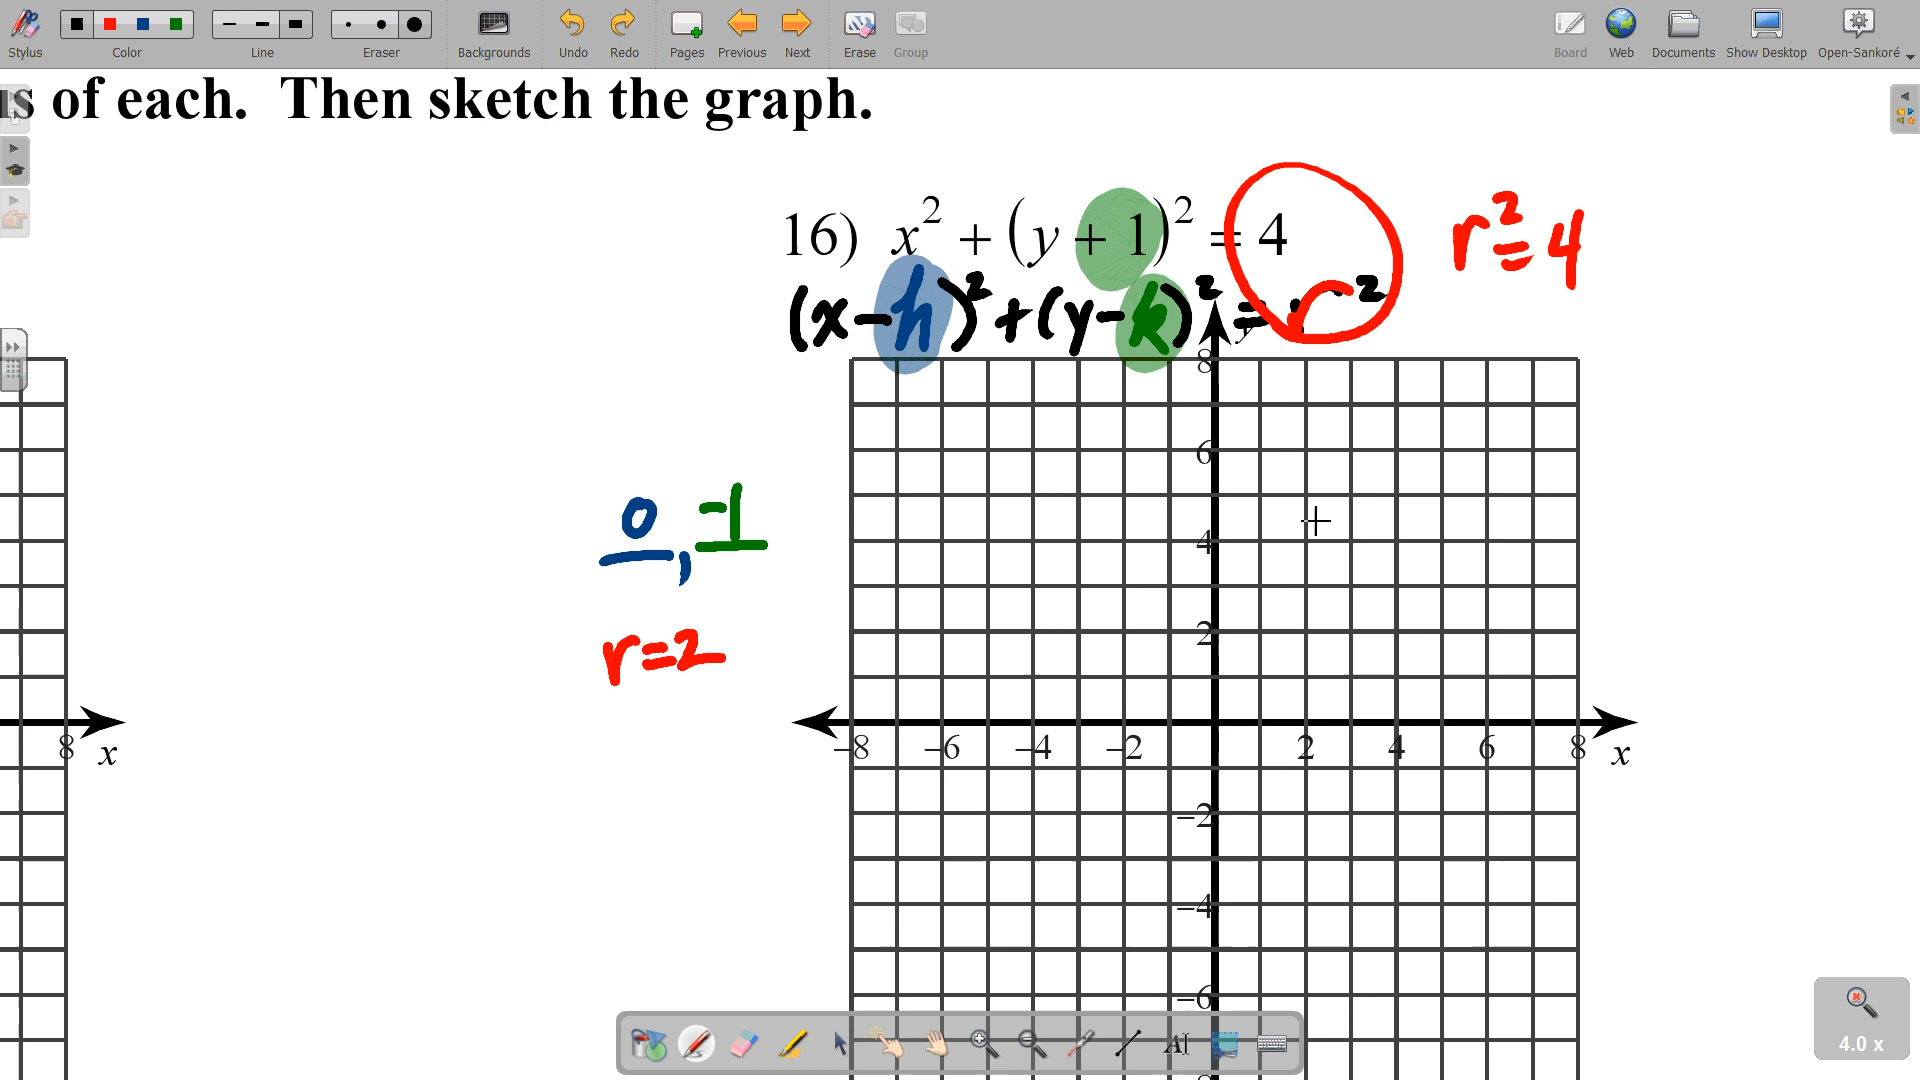 Stylus Color Line Eraser Backgrounds Undo Redo Pages Previous Next Erase Group Board Web Documents Show Desktop Open-Sankoré
us of each. Then sketch the graph.
16) x² + (y + 1)² = 4
r² = 4
(x-h)² + (y-k)² = r²
y
8
6
0, -1
4
2
r=2
8 x
-8 -6 -4 -2 2 4 6 8 x
-2
-4
-6
AI
4.0 x